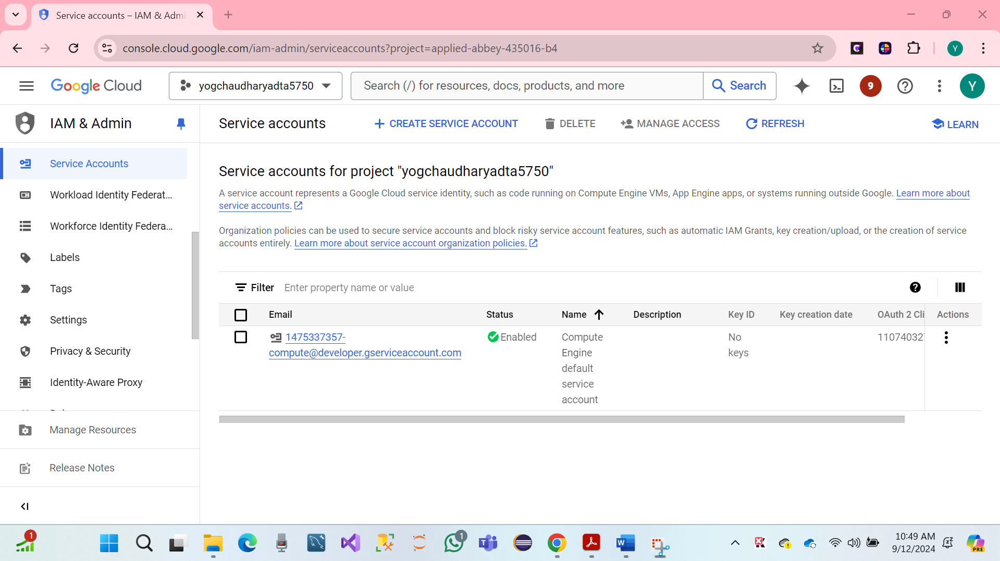 Service accounts – IAM & Admi
console.cloud.google.com/iam-admin/serviceaccounts?project=applied-abbey-435016-b4
Y
Google Cloud
yogchaudharyadta5750
Search (/) for resources, docs, products, and more
Search
9
Y
IAM & Admin
Service accounts
CREATE SERVICE ACCOUNT
DELETE
MANAGE ACCESS
REFRESH
LEARN
Service Accounts
Workload Identity Federat...
Workforce Identity Federa...
Labels
Tags
Settings
Privacy & Security
Identity-Aware Proxy
Manage Resources
Release Notes
Service accounts for project "yogchaudharyadta5750"
A service account represents a Google Cloud service identity, such as code running on Compute Engine VMs, App Engine apps, or systems running outside Google. Learn more about
service accounts.
Organization policies can be used to secure service accounts and block risky service account features, such as automatic IAM Grants, key creation/upload, or the creation of service
accounts entirely. Learn more about service account organization policies.
Filter Enter property name or value
Email Status Name Description Key ID Key creation date OAuth 2 Cli Actions
1475337357- Enabled Compute No 11074032
compute@developer.gserviceaccount.com Engine keys
default
service
account
1
1
10:49 AM
9/12/2024
PRE